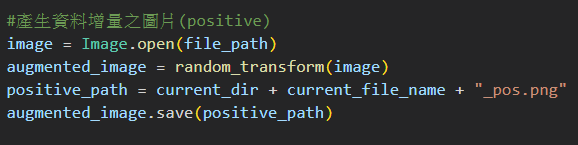 #產生資料增量之圖片(positive)
image = Image.open(file_path)
augmented_image = random_transform(image)
positive_path = current_dir + current_file_name + "_pos.png"
augmented_image.save(positive_path)